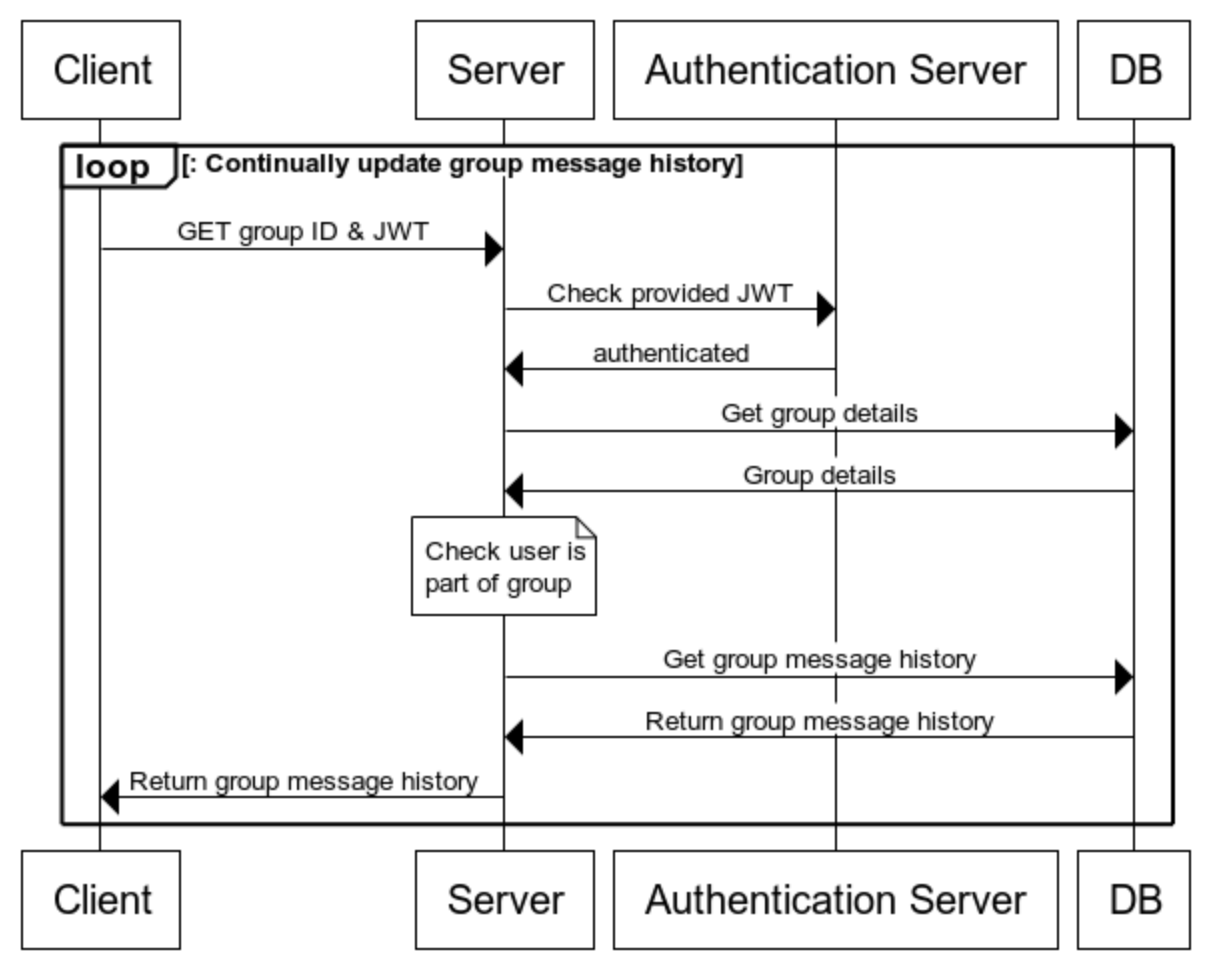 Client
Server
Authentication Server
DB
loop
[: Continually update group message history]
GET group ID & JWT
Check provided JWT
authenticated
Get group details
Group details
Check user is
part of group
Get group message history
Return group message history
Return group message history
Client
Server
Authentication Server
DB